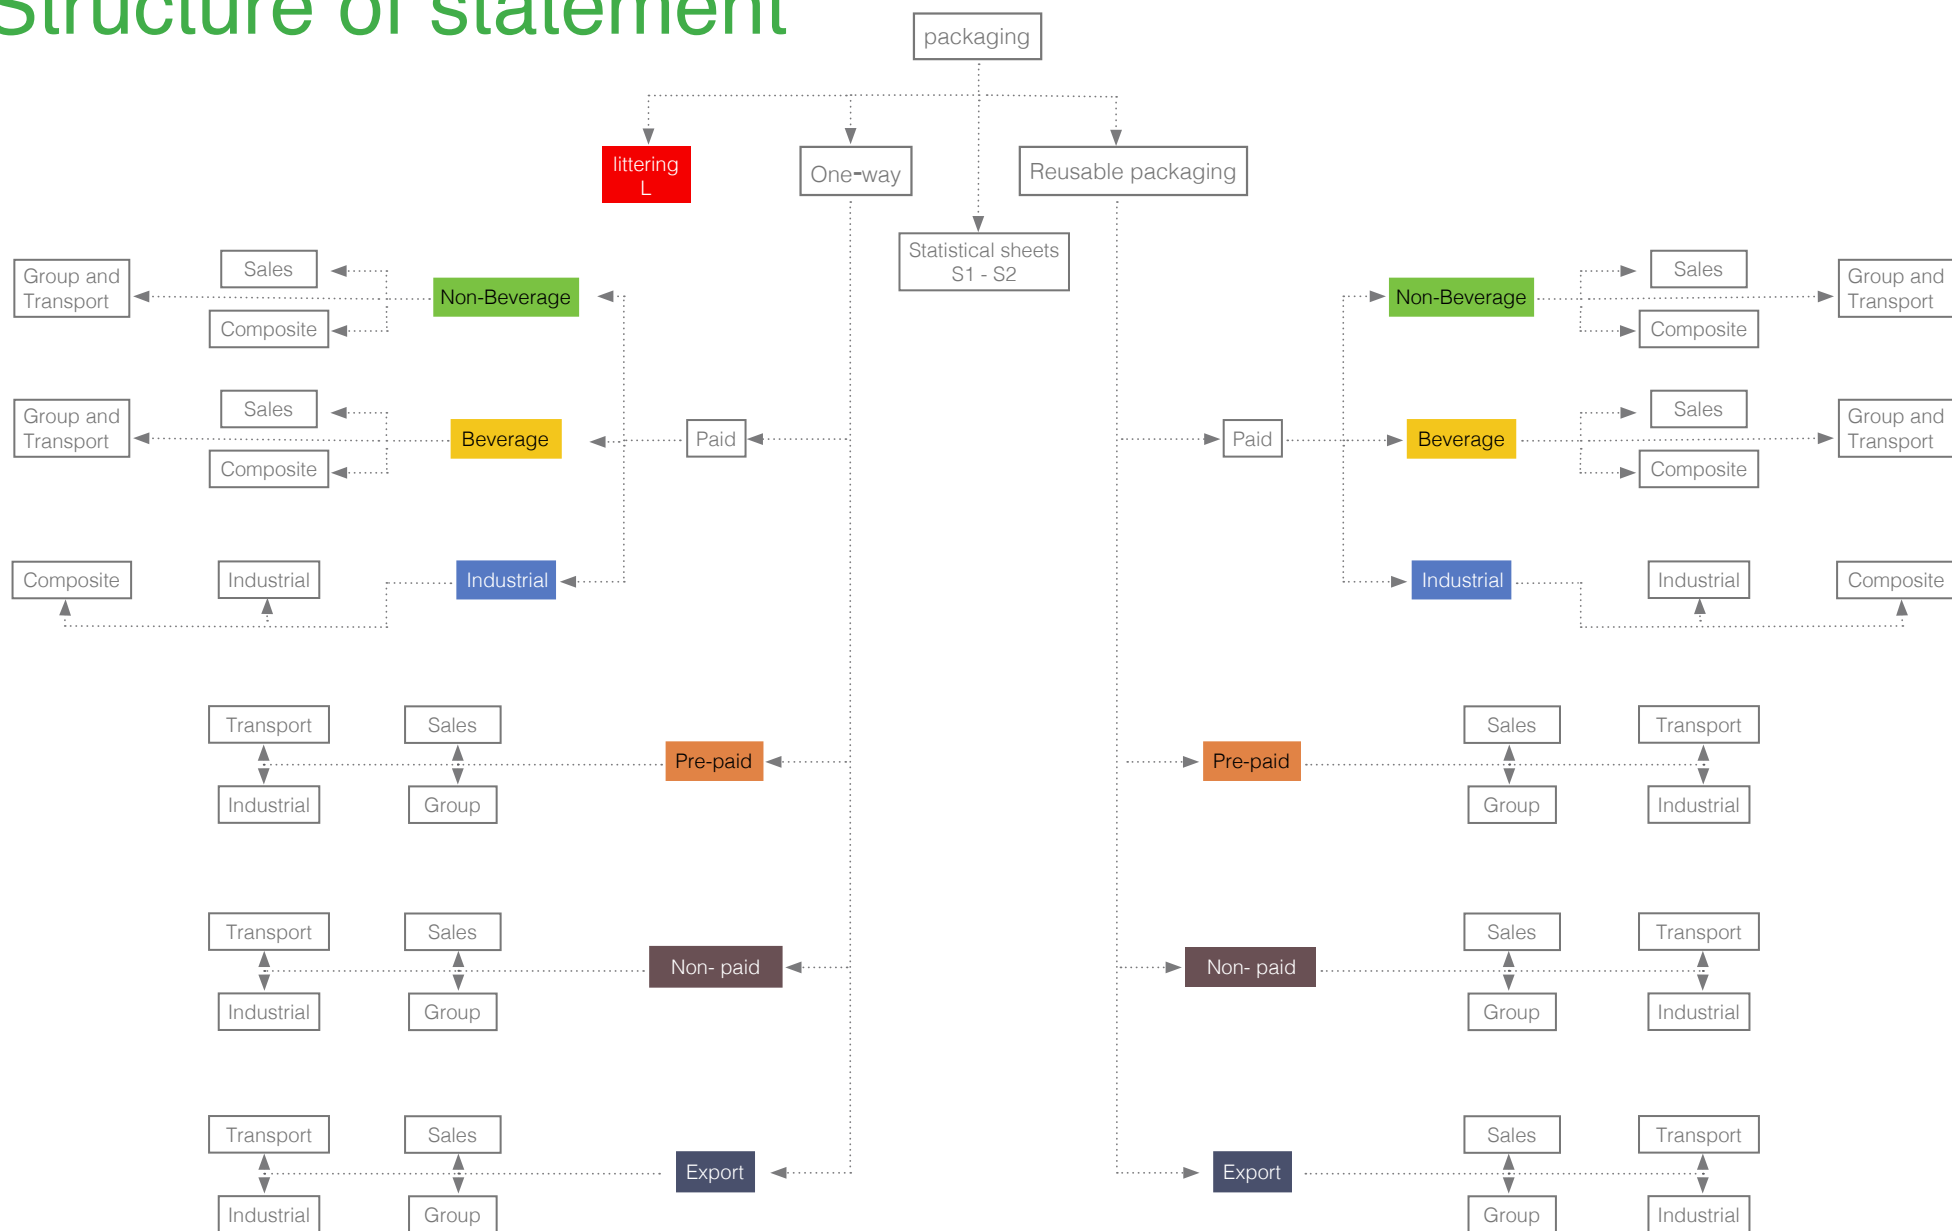 Structure of statement
packaging
littering
L
One-way
Reusable packaging
Statistical sheets
S1 - S2
Group and
Transport
Sales
Composite
Non-Beverage
Non-Beverage
Sales
Composite
Group and
Transport
Group and
Transport
Sales
Composite
Beverage
Paid
Paid
Beverage
Sales
Composite
Group and
Transport
Composite
Industrial
Industrial
Industrial
Industrial
Composite
Transport
Sales
Industrial
Group
Pre-paid
Pre-paid
Sales
Transport
Group
Industrial
Transport
Sales
Industrial
Group
Non- paid
Non- paid
Sales
Transport
Group
Industrial
Transport
Sales
Industrial
Group
Export
Export
Sales
Transport
Group
Industrial